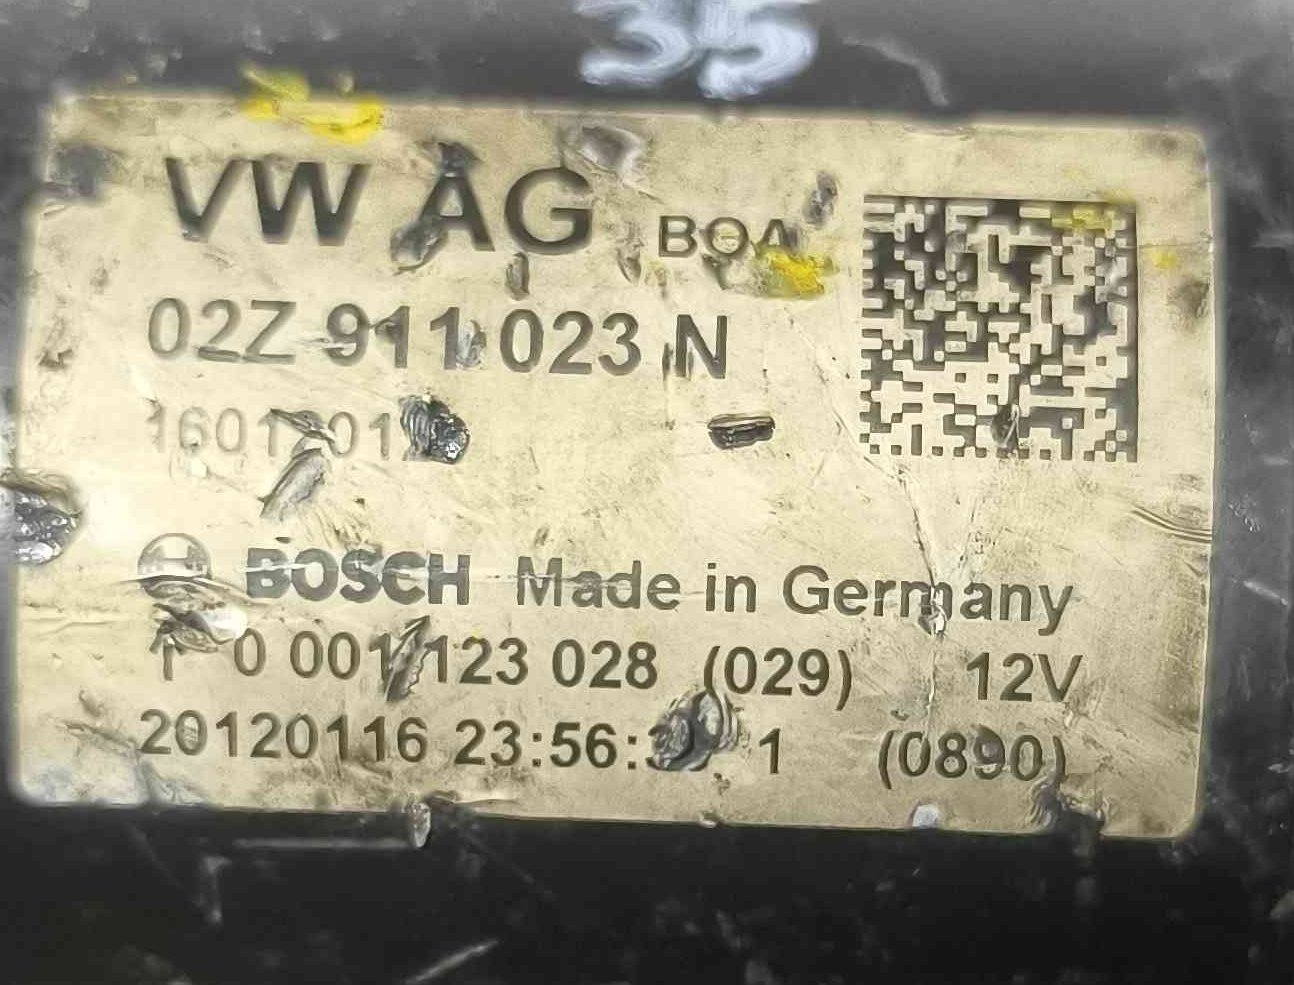 35
VW AG BOA
02Z 911 023 N
BOSCH Made in Germany
0 001 123 028 (029) 12V
20120116 23:56: 1 (0890)